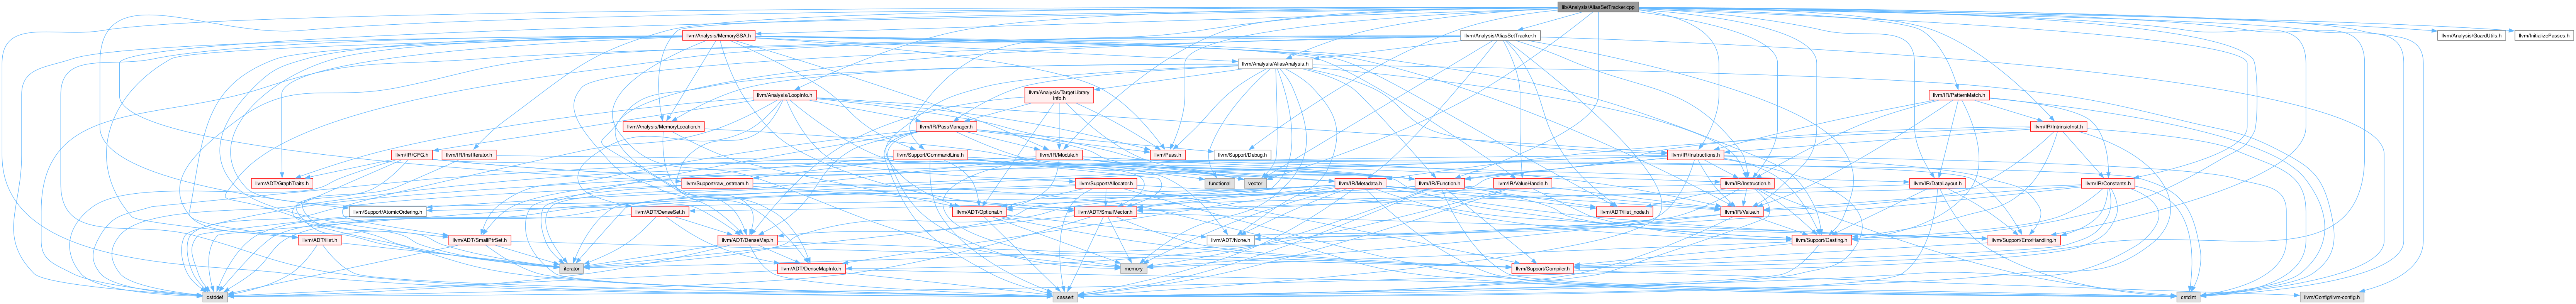 lib/Analysis/AliasSetTracker.cpp
llvm/Analysis/MemorySSA.h
llvm/Analysis/AliasSetTracker.h
llvm/Analysis/GuardUtils.h
llvm/InitializePasses.h
llvm/Analysis/AliasAnalysis.h
llvm/Analysis/LoopInfo.h
llvm/Analysis/TargetLibrary
Info.h
llvm/IR/PatternMatch.h
llvm/Analysis/MemoryLocation.h
llvm/IR/PassManager.h
llvm/IR/IntrinsicInst.h
llvm/IR/CFG.h
llvm/IR/InstIterator.h
llvm/Support/CommandLine.h
llvm/IR/Module.h
llvm/Pass.h
llvm/Support/Debug.h
llvm/IR/Instructions.h
llvm/ADT/GraphTraits.h
llvm/Support/raw_ostream.h
llvm/Support/Allocator.h
functional
vector
llvm/IR/Metadata.h
llvm/IR/Function.h
llvm/IR/ValueHandle.h
llvm/IR/Instruction.h
llvm/IR/DataLayout.h
llvm/IR/Constants.h
llvm/Support/AtomicOrdering.h
llvm/ADT/DenseSet.h
llvm/ADT/Optional.h
llvm/ADT/SmallVector.h
llvm/ADT/ilist_node.h
llvm/IR/Value.h
llvm/ADT/ilist.h
llvm/ADT/SmallPtrSet.h
llvm/ADT/DenseMap.h
llvm/ADT/None.h
llvm/Support/Casting.h
llvm/Support/ErrorHandling.h
iterator
llvm/ADT/DenseMapInfo.h
memory
llvm/Support/Compiler.h
cstddef
cassert
cstdint
llvm/Config/llvm-config.h